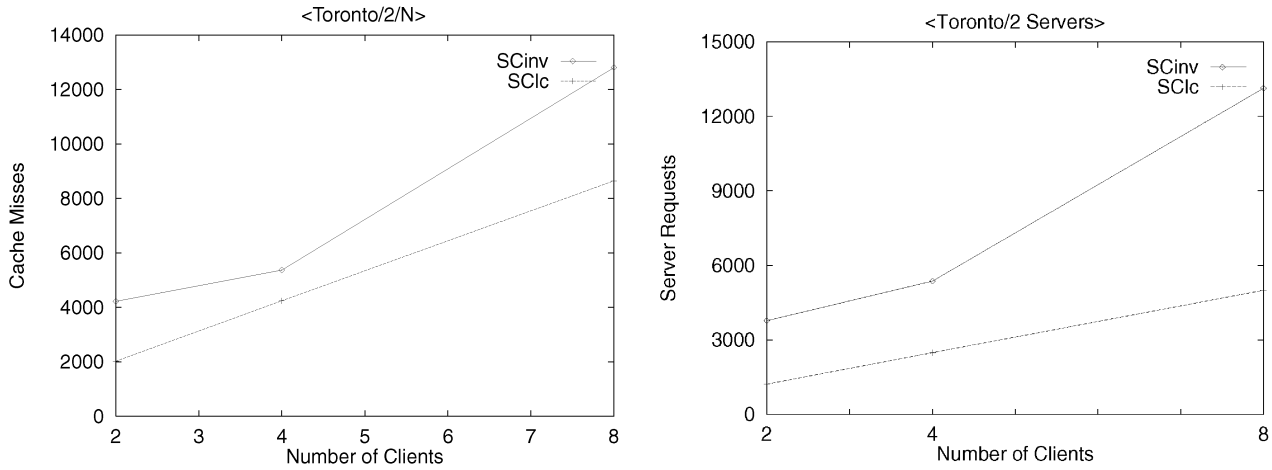 <Toronto/2/N>
14000
12000
10000
8000
6000
4000
2000
0
Cache Misses
SCinv
SClc
2 3 4 5 6 7 8
Number of Clients
<Toronto/2 Servers>
15000
12000
9000
6000
3000
0
Server Requests
SCinv
SClc
2 4 8
Number of Clients